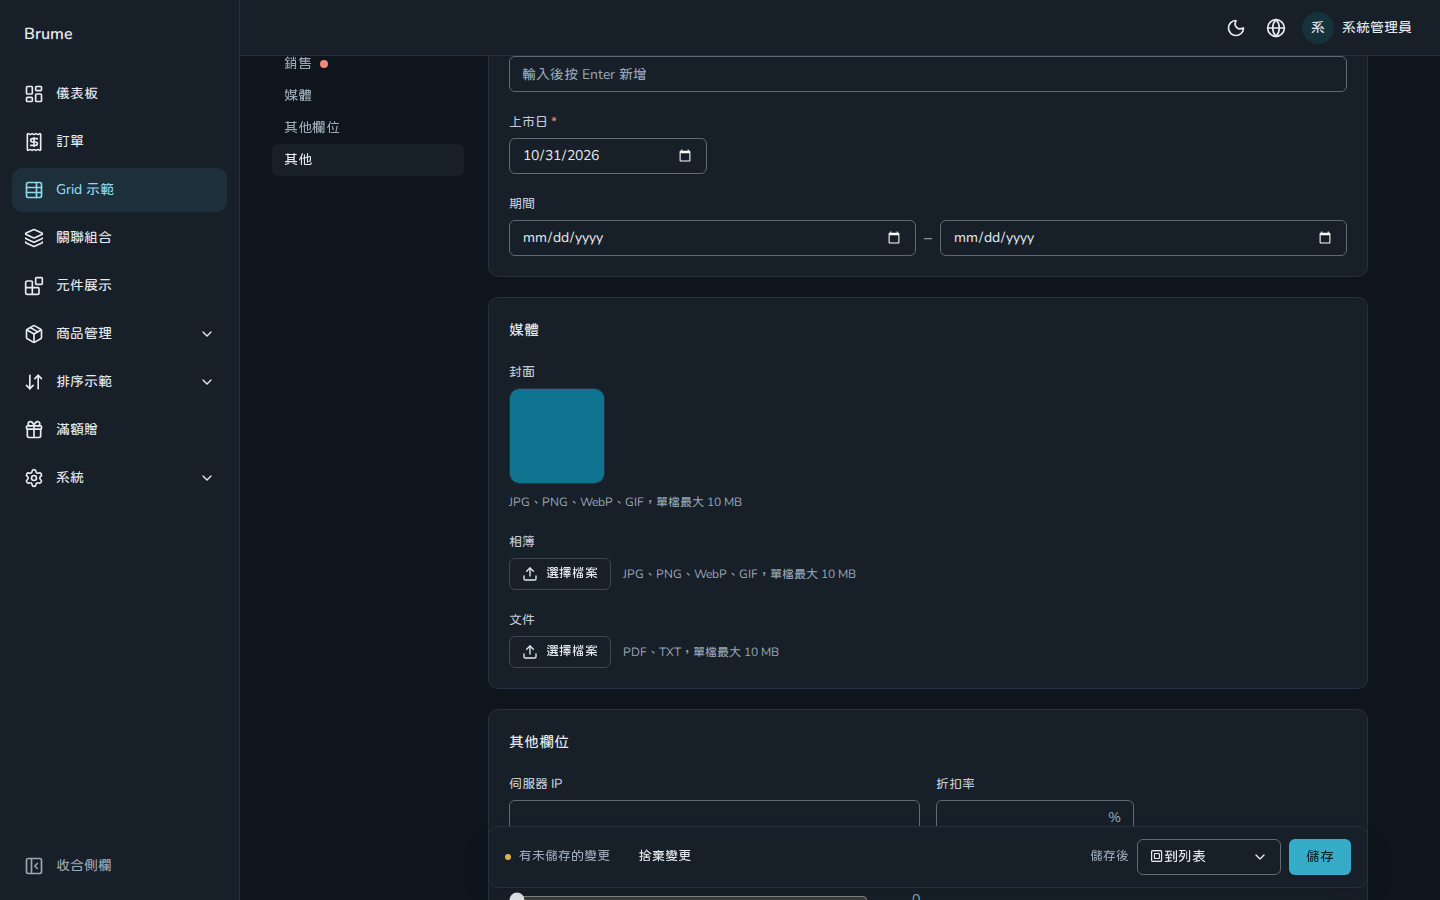 Brume
系 系統管理員
儀表板
訂單
Grid 示範
關聯組合
元件展示
商品管理
排序示範
滿額贈
系統
收合側欄
銷售
媒體
其他欄位
其他
輸入後按 Enter 新增
上市日 *
10/31/2026
期間
mm/dd/yyyy – mm/dd/yyyy
媒體
封面
JPG、PNG、WebP、GIF，單檔最大 10 MB
相簿
選擇檔案 JPG、PNG、WebP、GIF，單檔最大 10 MB
文件
選擇檔案 PDF、TXT，單檔最大 10 MB
其他欄位
伺服器 IP 折扣率
%
有未儲存的變更 捨棄變更 儲存後 回到列表 儲存